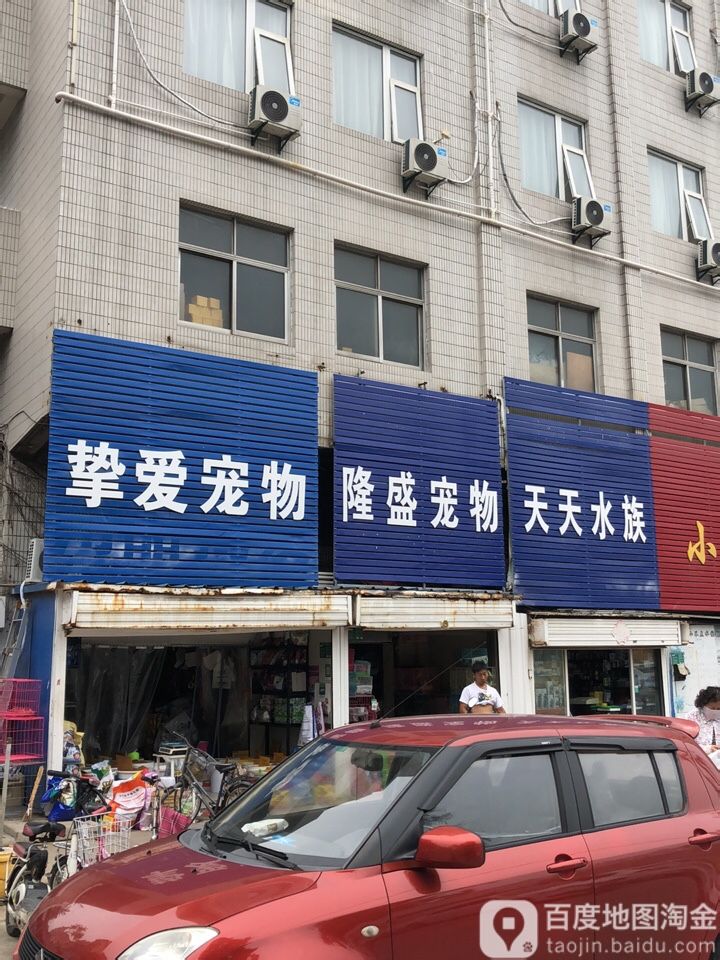 挚爱宠物
隆盛宠物
天天水族
小
百度地图淘金
taojin.baidu.com